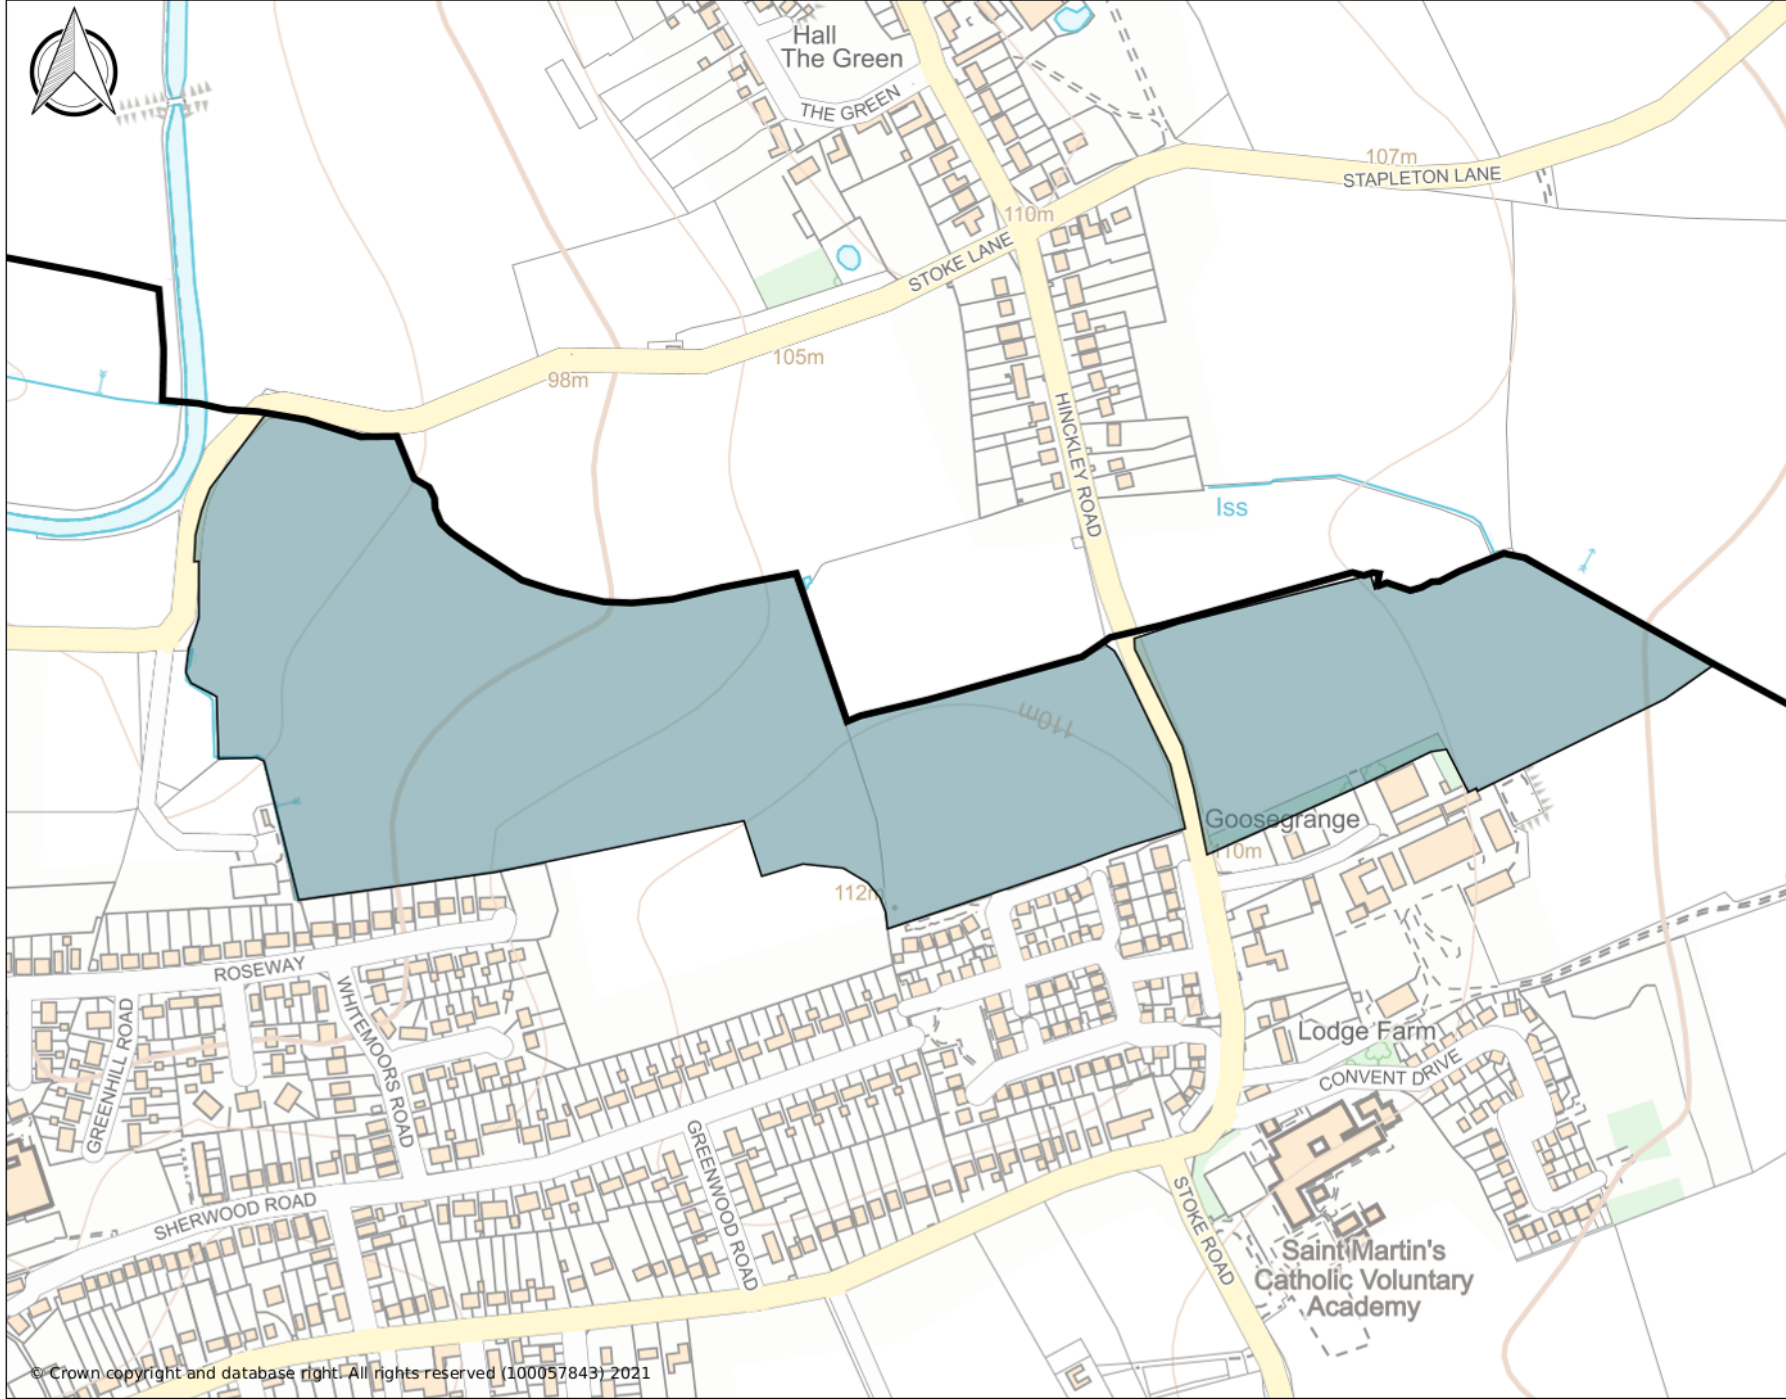 Hall
The Green
THE GREEN
107m
STAPLETON LANE
110m
STOKE LANE
105m
98m
HINCKLEY ROAD
Iss
110m
Goosegrange
110m
112m
ROSEWAY
WHITEMOORS ROAD
GREENHILL ROAD
Lodge Farm
CONVENT DRIVE
GREENWOOD ROAD
SHERWOOD ROAD
STOKE ROAD
Saint Martin's
Catholic Voluntary
Academy
© Crown copyright and database right. All rights reserved (100057843) 2021